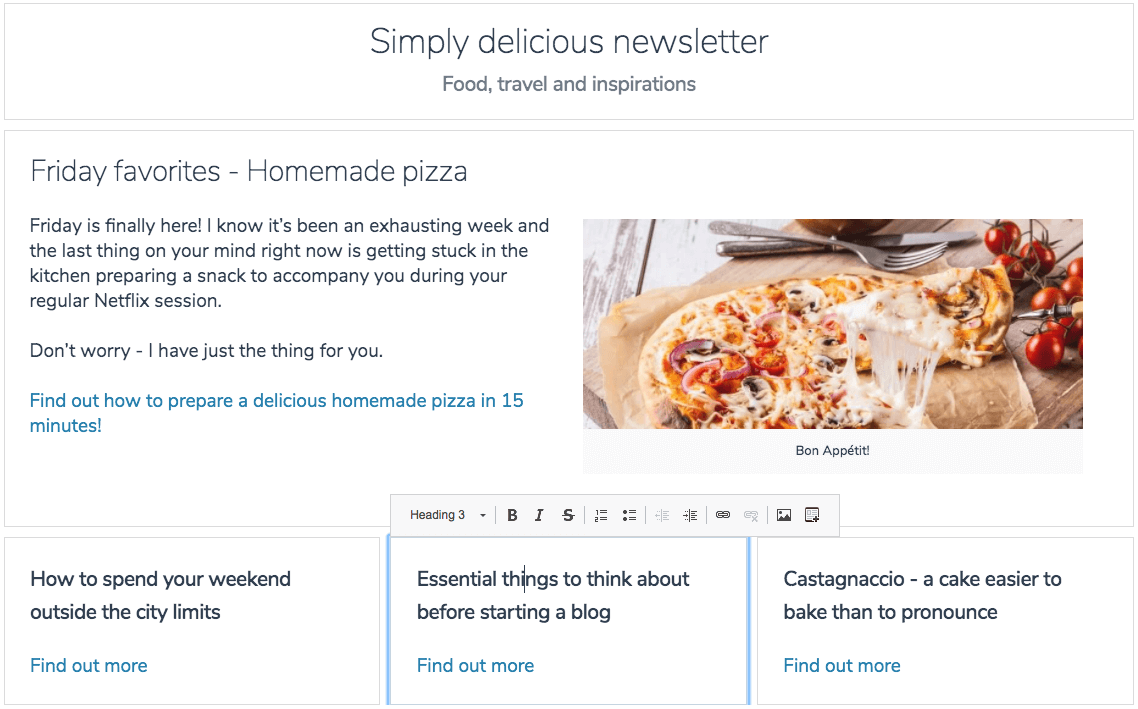 Simply delicious newsletter
Food, travel and inspirations
Friday favorites - Homemade pizza
Friday is finally here! I know it's been an exhausting week and
the last thing on your mind right now is getting stuck in the
kitchen preparing a snack to accompany you during your
regular Netflix session.
Don't worry - I have just the thing for you.
Find out how to prepare a delicious homemade pizza in 15
minutes!
Bon Appétit!
Heading 3
B I S
How to spend your weekend
outside the city limits
Find out more
Essential things to think about
before starting a blog
Find out more
Castagnaccio - a cake easier to
bake than to pronounce
Find out more